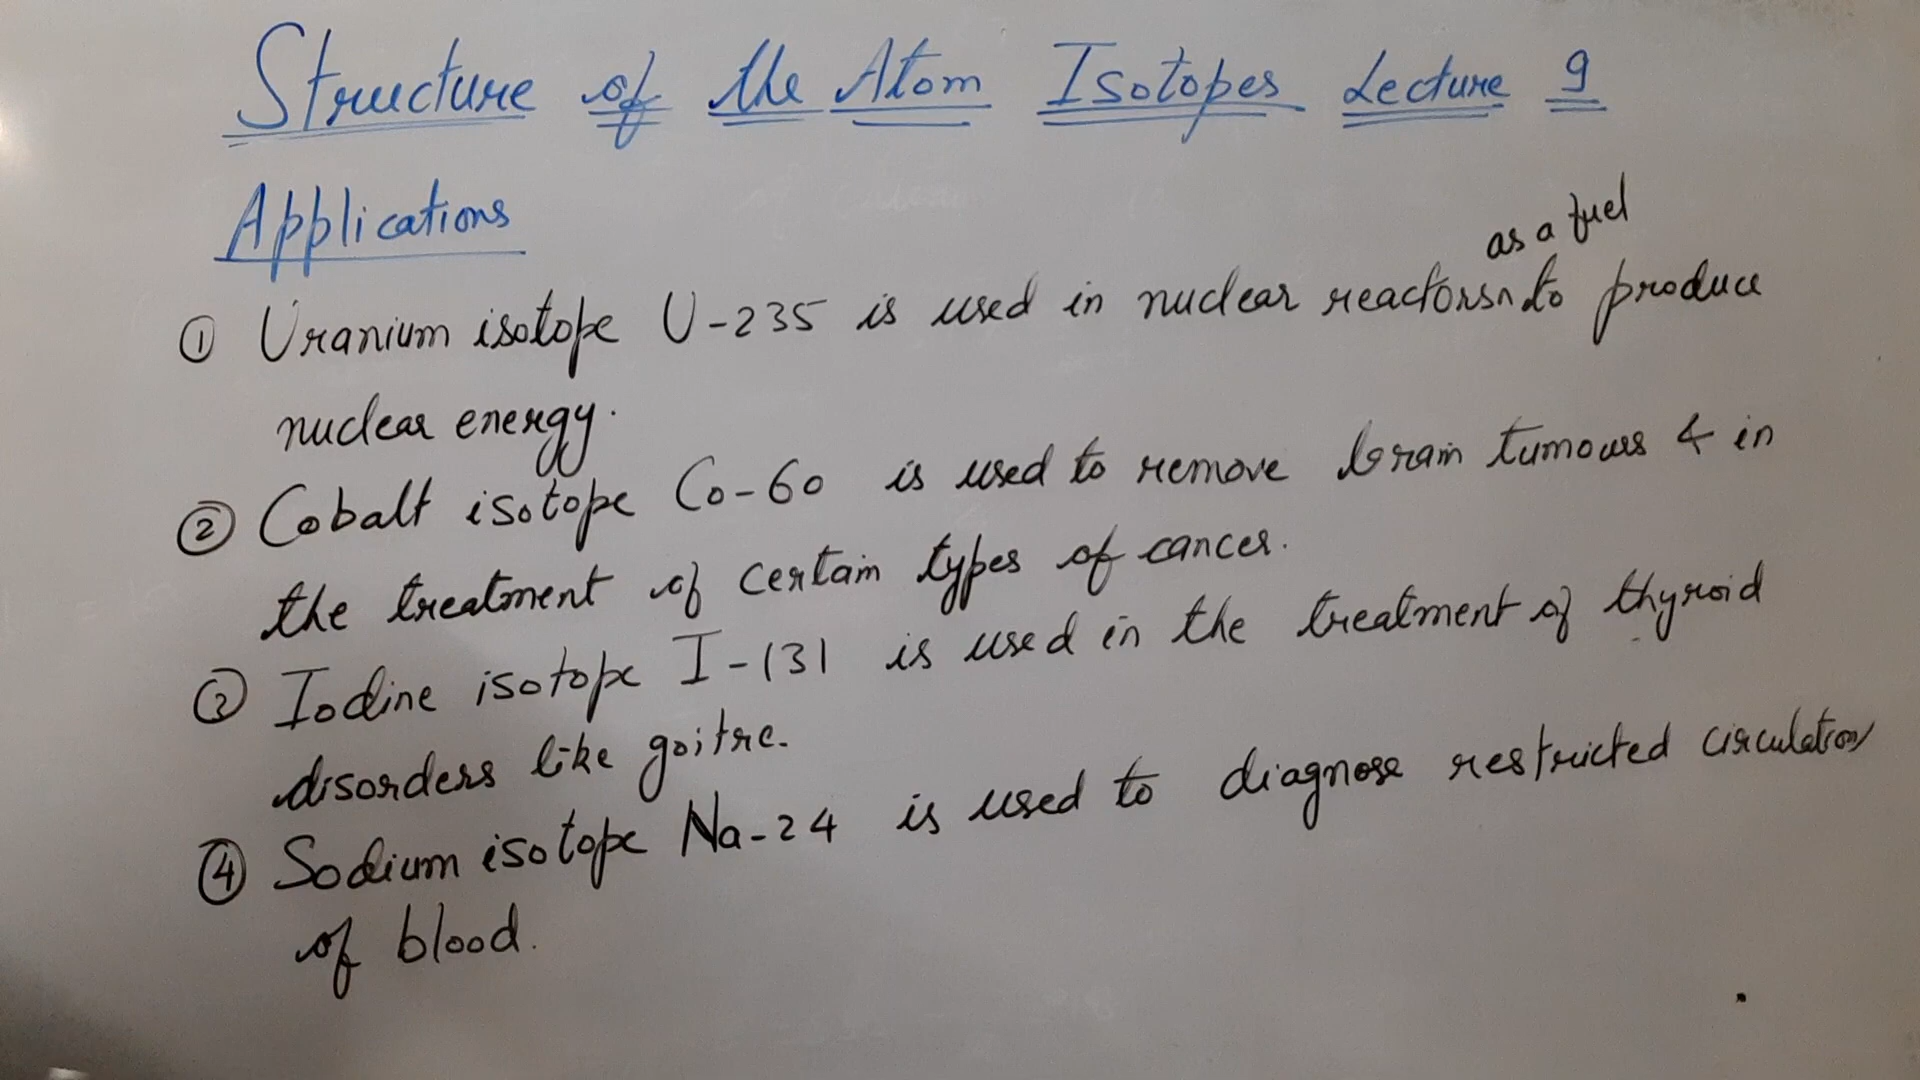 Structure of the Atom Isotopes Lecture 9
Applications
as a fuel
① Uranium isotope U-235 is used in nuclear reactors^to produce
nuclear energy.
② Cobalt isotope Co-60 is used to remove brain tumours & in
the treatment of certain types of cancer.
③ Iodine isotope I-131 is used in the treatment of thyroid
disorders like goitre.
④ Sodium isotope Na-24 is used to diagnose restricted circulation
of blood.